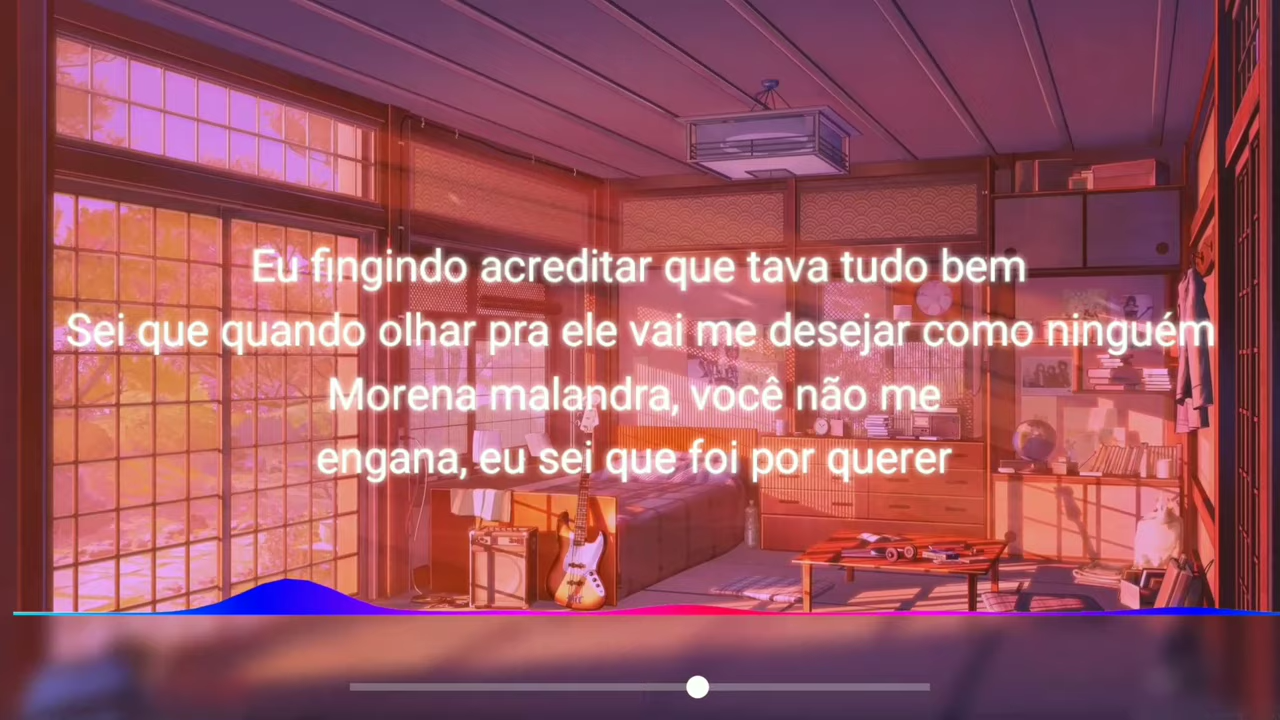 Eu fingindo acreditar que tava tudo bem
Sei que quando olhar pra ele vai me desejar como ninguém
Morena malandra, você não me
engana, eu sei que foi por querer